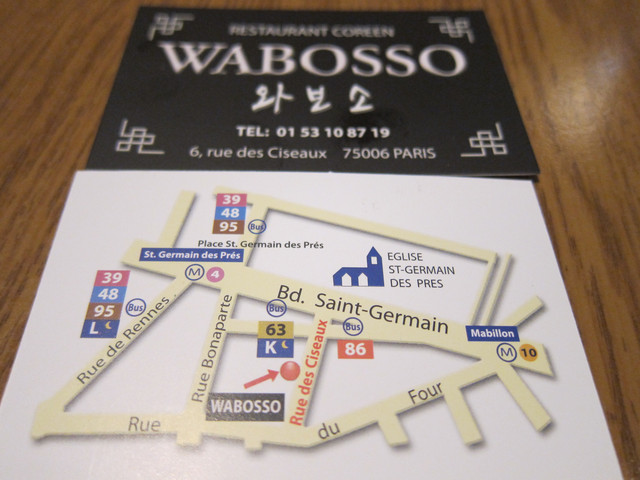 RESTAURANT COREEN
WABOSSO
와보소
TEL: 01 53 10 87 19
6, rue des Ciseaux 75006 PARIS
39
48
95
Bus
Place St. Germain des Prés
St. Germain des Prés
M 4
EGLISE
ST-GERMAIN
DES PRES
39
48
95
L
Bus
Rue de Rennes
Rue Bonaparte
Bd. Saint-Germain
Bus
63
K
Bus
86
Rue des Ciseaux
Mabillon
M 10
WABOSSO
Rue du Four